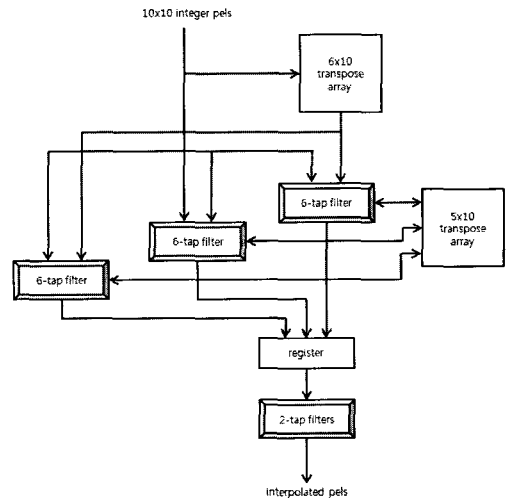 10x10 integer pels
6x10
transpose
array
6-tap filter
5x10
transpose
array
6-tap filter
6-tap filter
register
2-tap filters
interpolated pels